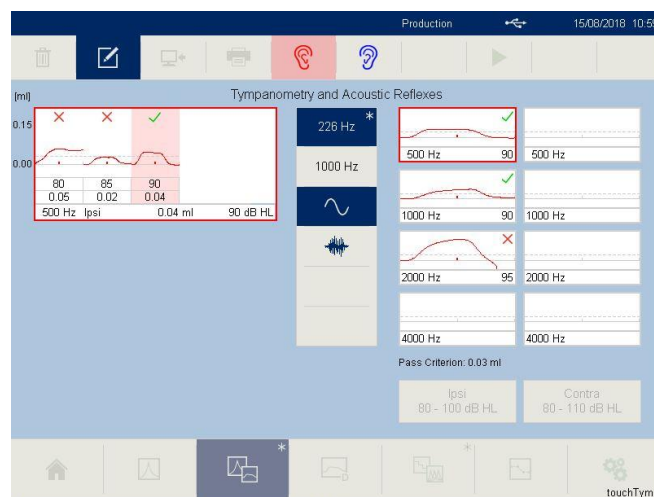 Production
15/08/2018 10:59
Tympanometry and Acoustic Reflexes
[ml]
0.15
0.00
80 85 90
0.05 0.02 0.04
500 Hz Ipsi 0.04 ml 90 dB HL
226 Hz *
1000 Hz
500 Hz 90
500 Hz
1000 Hz 90
1000 Hz
2000 Hz 95
2000 Hz
4000 Hz
4000 Hz
Pass Criterion: 0.03 ml
Ipsi
80 - 100 dB HL
Contra
80 - 110 dB HL
*
*
touchTym